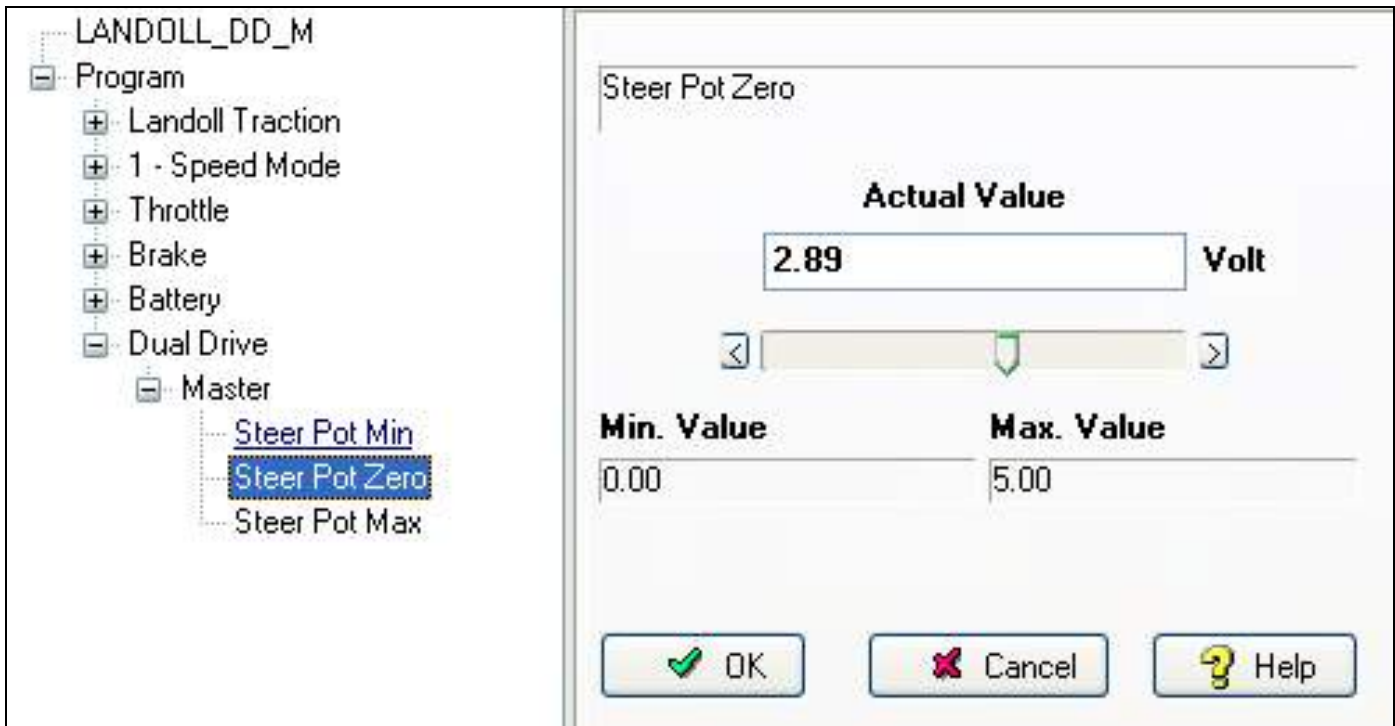 LANDOLL_DD_M
Program
Landoll Traction
1 - Speed Mode
Throttle
Brake
Battery
Dual Drive
Master
Steer Pot Min
Steer Pot Zero
Steer Pot Max
Steer Pot Zero
Actual Value
2.89 Volt
Min. Value Max. Value
0.00 5.00
OK Cancel Help